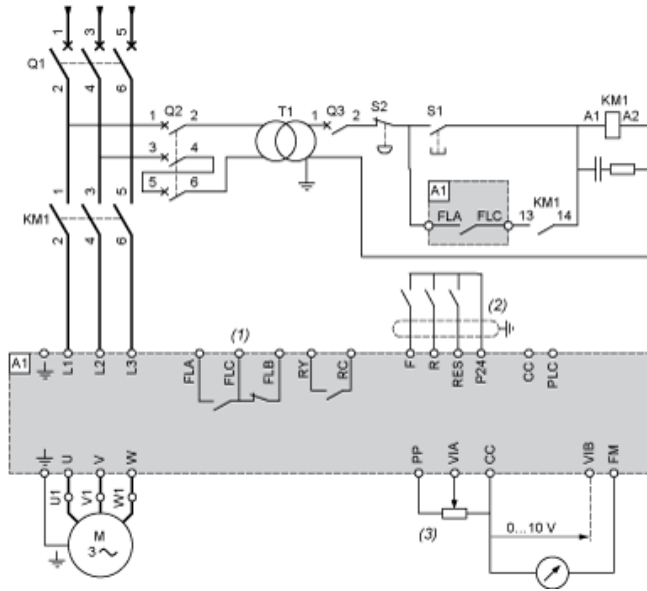 1 3 5
Q1
2 4 6
1 Q2 2 T1 1 Q3 2 S2 S1 KM1
A1 A2
3 4
5 6
A1
FLA FLC 13 KM1 14
1 3 5
KM1
2 4 6
(1) (2)
A1 L1 L2 L3 FLA FLC FLB RY RC F R RES P24 CC PLC
U V W PP VIA CC VIB FM
U1 V1 W1
(3) 0...10 V
M
3